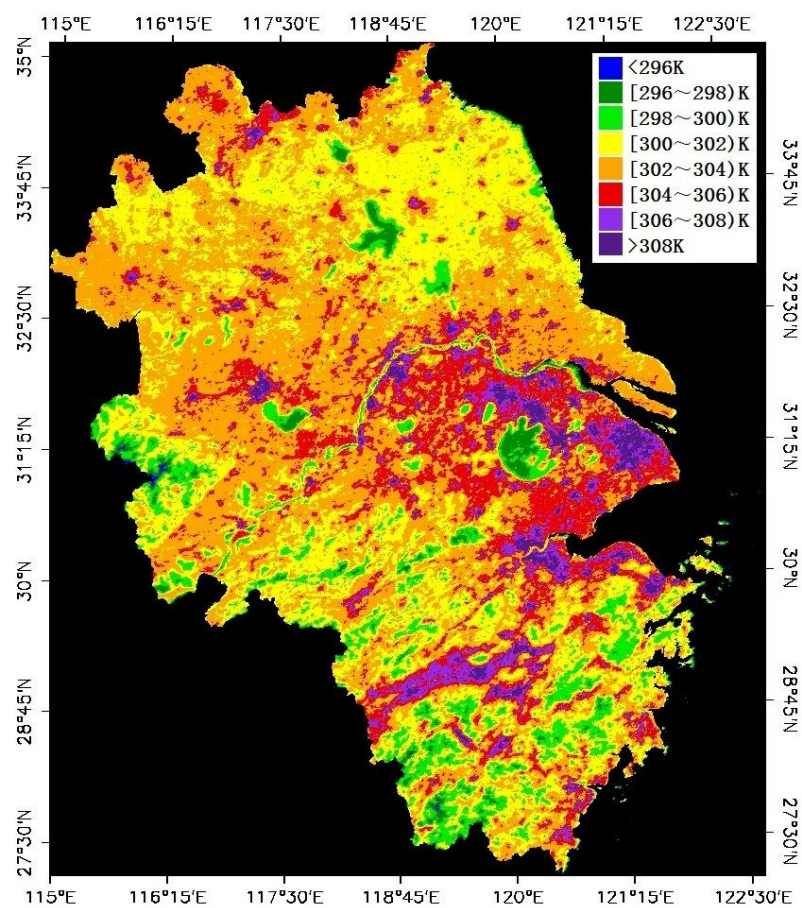 115°E 116°15'E 117°30'E 118°45'E 120°E 121°15'E 122°30'E
35°N
33°45'N
32°30'N
31°15'N
30°N
28°45'N
27°30'N
<296K
[296～298)K
[298～300)K
[300～302)K
[302～304)K
[304～306)K
[306～308)K
>308K
33°45'N
32°30'N
31°15'N
30°N
28°45'N
27°30'N
115°E 116°15'E 117°30'E 118°45'E 120°E 121°15'E 122°30'E